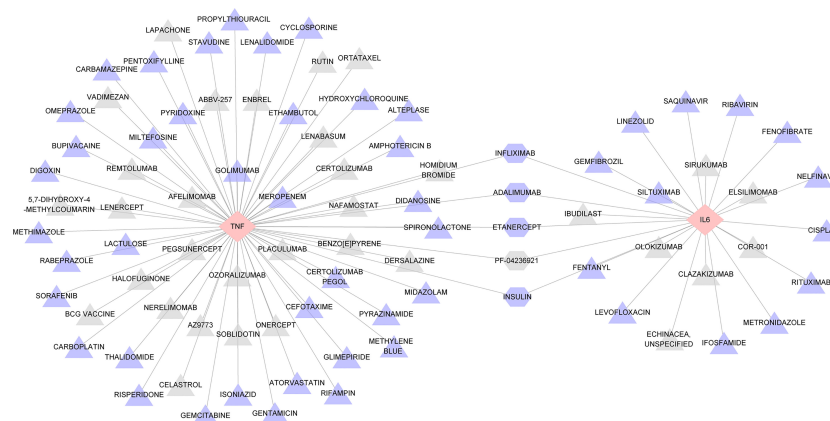 PROPYLTHIOURACIL
LAPACHONE
CYCLOSPORINE
STAVUDINE
LENALIDOMIDE
PENTOXIFYLLINE
RUTIN
ORTATAXEL
CARBAMAZEPINE
VADIMEZAN
ABBV-257
ENBREL
HYDROXYCHLOROQUINE
SAQUINAVIR
RIBAVIRIN
OMEPRAZOLE
PYRIDOXINE
ETHAMBUTOL
ALTEPLASE
LINEZOLID
MILTEFOSINE
LENABASUM
FENOFIBRATE
BUPIVACAINE
AMPHOTERICIN B
INFLIXIMAB
GEMFIBROZIL
SIRUKUMAB
DIGOXIN
REMTOLUMAB
GOLIMUMAB
CERTOLIZUMAB
HOMIDIUM
BROMIDE
NELFINAV
5,7-DIHYDROXY-4
-METHYLCOUMARIN
LENERCEPT
AFELIMOMAB
MEROPENEM
NAFAMOSTAT
DIDANOSINE
ADALIMUMAB
SILTUXIMAB
ELSILIMOMAB
IBUDILAST
METHIMAZOLE
TNF
SPIRONOLACTONE
ETANERCEPT
IL6
CISPLA
LACTULOSE
PEGSUNERCEPT
PLACULUMAB
BENZO[E]PYRENE
OLOKIZUMAB
COR-001
RABEPRAZOLE
DERSALAZINE
PF-04236921
FENTANYL
CLAZAKIZUMAB
HALOFUGINONE
OZORALIZUMAB
CERTOLIZUMAB
PEGOL
RITUXIMAB
SORAFENIB
MIDAZOLAM
INSULIN
BCG VACCINE
NERELIMOMAB
CEFOTAXIME
PYRAZINAMIDE
LEVOFLOXACIN
METRONIDAZOLE
AZ9773
SOBLIDOTIN
ONERCEPT
ECHINACEA,
UNSPECIFIED
IFOSFAMIDE
CARBOPLATIN
THALIDOMIDE
GLIMEPIRIDE
METHYLENE
BLUE
CELASTROL
ATORVASTATIN
RISPERIDONE
ISONIAZID
RIFAMPIN
GEMCITABINE
GENTAMICIN